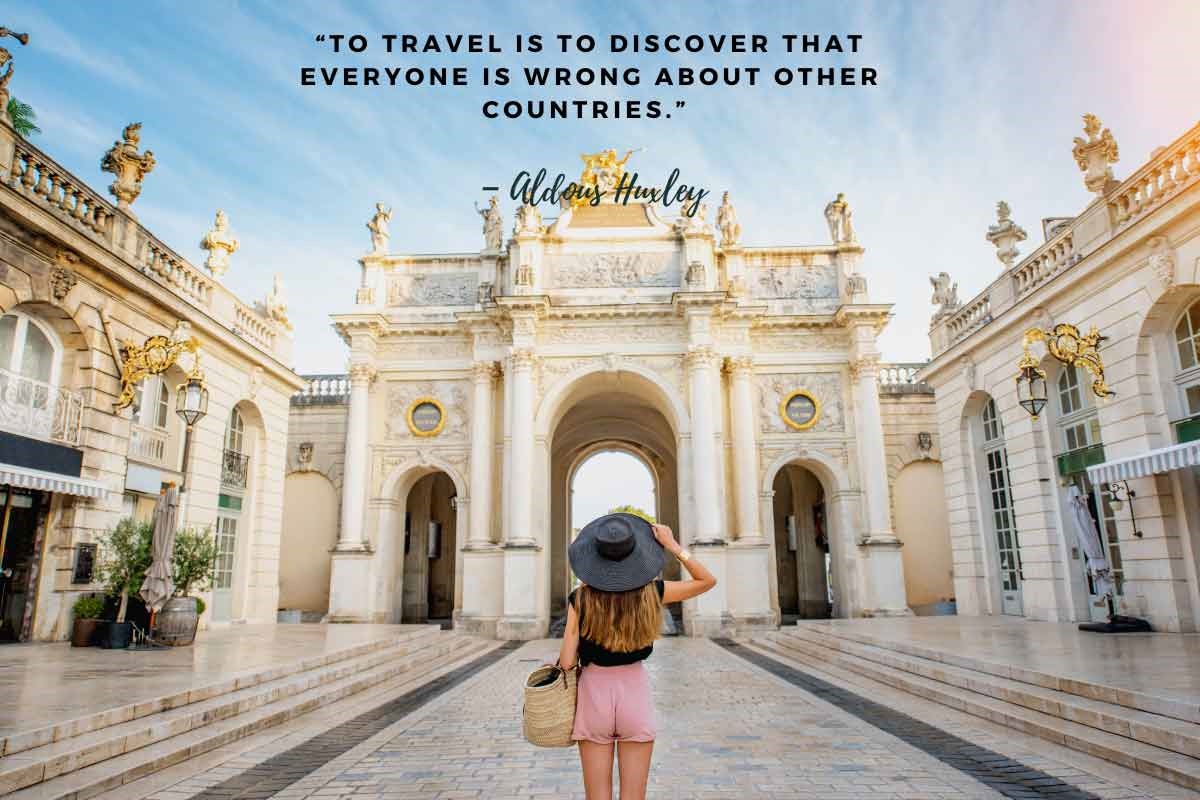 “TO TRAVEL IS TO DISCOVER THAT
EVERYONE IS WRONG ABOUT OTHER
COUNTRIES.”
– Aldous Huxley